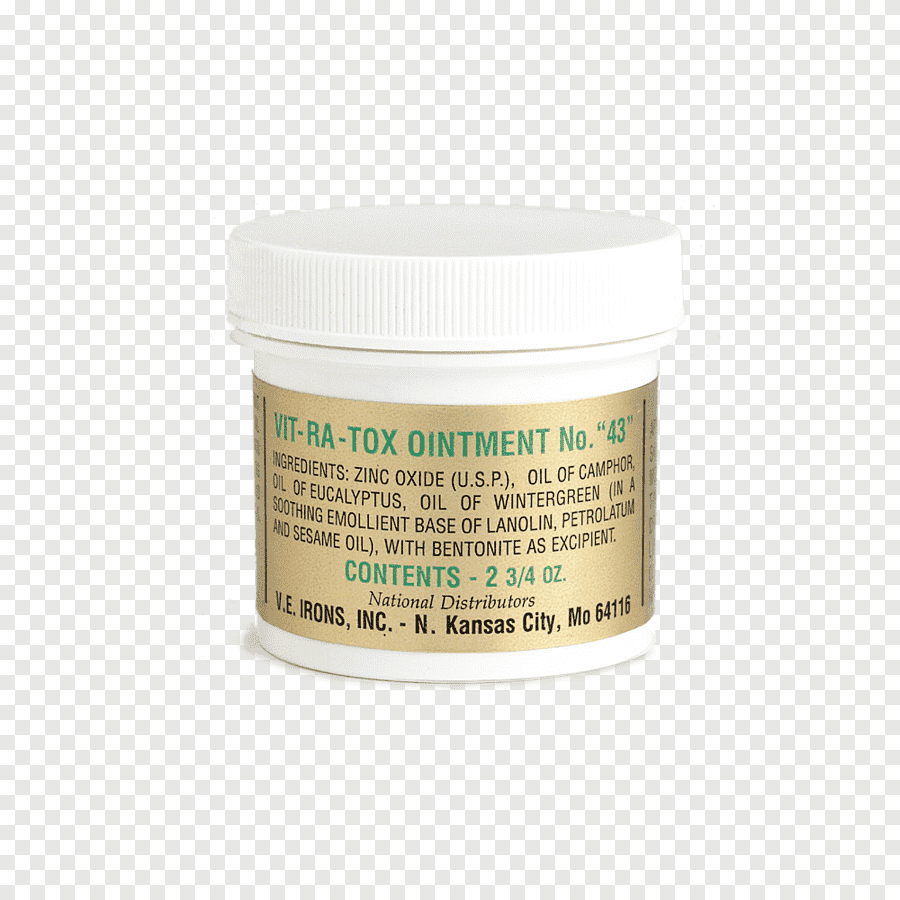 VIT-RA-TOX OINTMENT No. “43”
INGREDIENTS: ZINC OXIDE (U.S.P.), OIL OF CAMPHOR,
OIL OF EUCALYPTUS, OIL OF WINTERGREEN (IN A
SOOTHING EMOLLIENT BASE OF LANOLIN, PETROLATUM
AND SESAME OIL), WITH BENTONITE AS EXCIPIENT.
CONTENTS - 2 3/4 OZ.
National Distributors
V.E. IRONS, INC. - N. Kansas City, Mo 64116